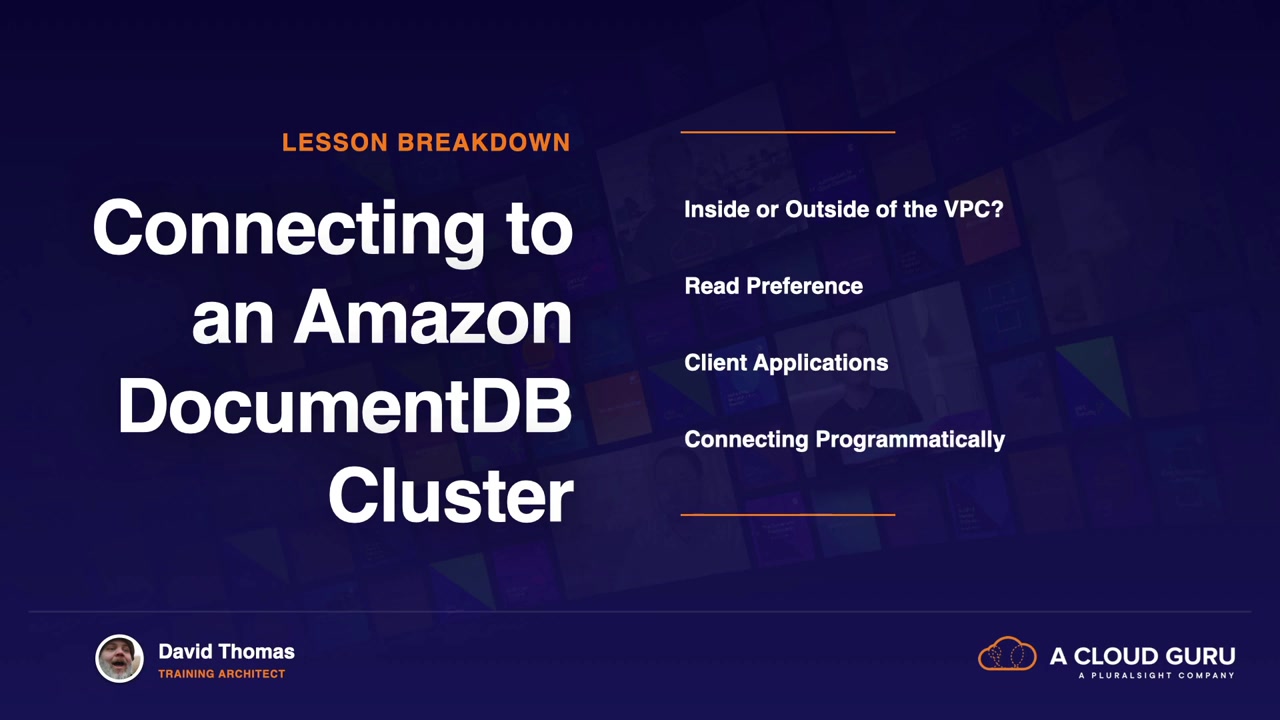 LESSON BREAKDOWN
Connecting to
an Amazon
DocumentDB
Cluster
Inside or Outside of the VPC?
Read Preference
Client Applications
Connecting Programmatically
David Thomas
TRAINING ARCHITECT
A CLOUD GURU
A PLURALSIGHT COMPANY